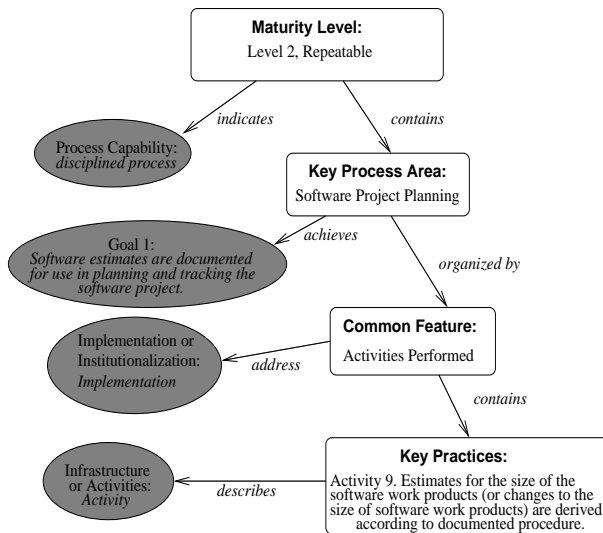 Maturity Level:
Level 2, Repeatable
indicates
contains
Process Capability:
disciplined process
Key Process Area:
Software Project Planning
achieves
Goal 1:
Software estimates are documented
for use in planning and tracking the
software project.
organized by
Common Feature:
Activities Performed
Implementation or
Institutionalization:
Implementation
address
contains
Key Practices:
Activity 9. Estimates for the size of the
software work products (or changes to the
size of software work products) are derived
according to documented procedure.
Infrastructure
or Activities:
Activity
describes